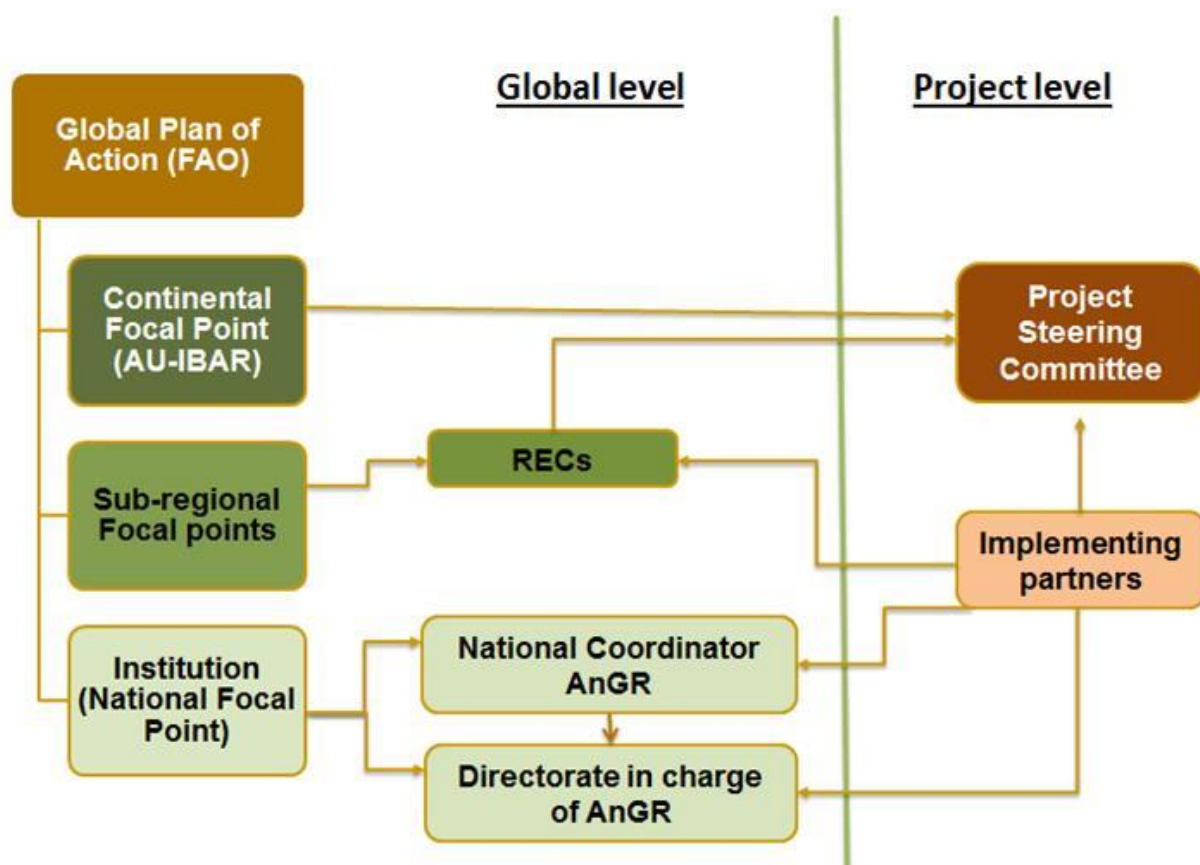 Global level
Project level
Global Plan of
Action (FAO)
Continental
Focal Point
(AU-IBAR)
Project
Steering
Committee
RECs
Sub-regional
Focal points
Implementing
partners
Institution
(National Focal
Point)
National Coordinator
AnGR
Directorate in charge
of AnGR